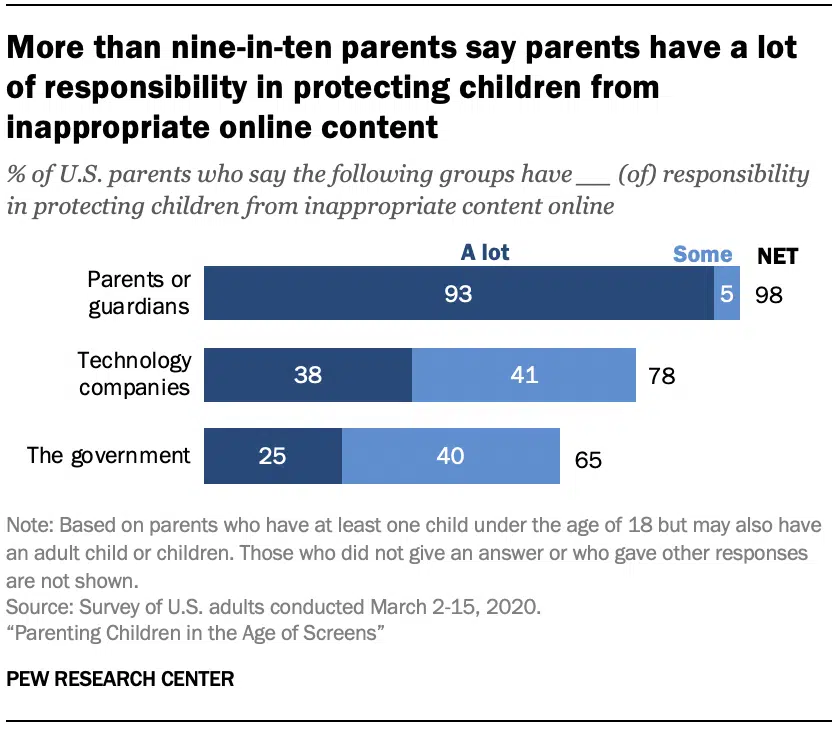 More than nine-in-ten parents say parents have a lot
of responsibility in protecting children from
inappropriate online content
% of U.S. parents who say the following groups have __ (of) responsibility
in protecting children from inappropriate content online
A lot Some NET
Parents or
guardians
93 5 98
Technology
companies
38 41 78
The government 25 40 65
Note: Based on parents who have at least one child under the age of 18 but may also have
an adult child or children. Those who did not give an answer or who gave other responses
are not shown.
Source: Survey of U.S. adults conducted March 2-15, 2020.
“Parenting Children in the Age of Screens”
PEW RESEARCH CENTER